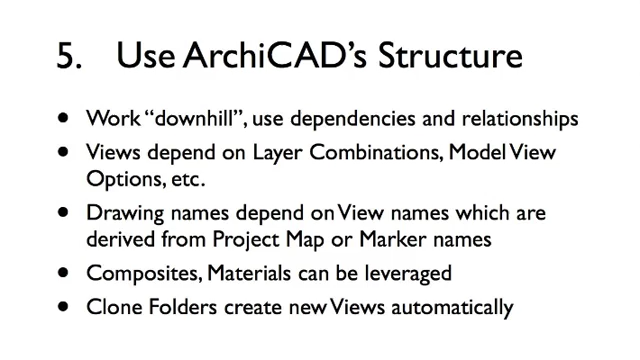 5. Use ArchiCAD's Structure
• Work “downhill”, use dependencies and relationships
• Views depend on Layer Combinations, Model View
Options, etc.
• Drawing names depend on View names which are
derived from Project Map or Marker names
• Composites, Materials can be leveraged
• Clone Folders create new Views automatically